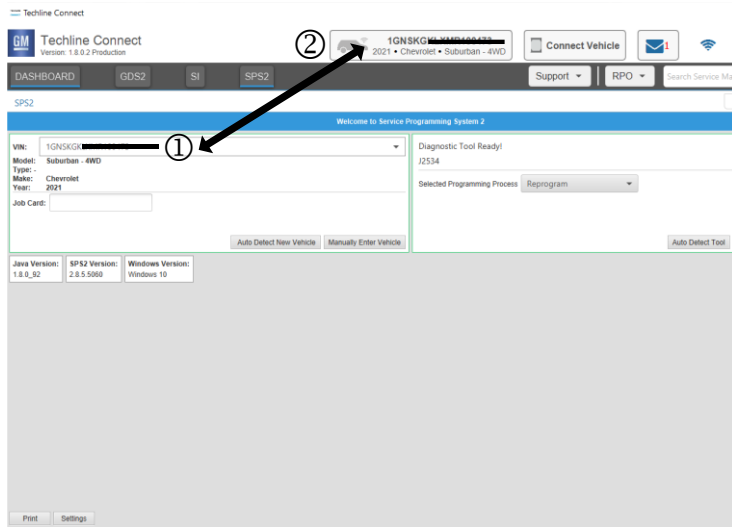 Techline Connect
GM
Techline Connect
Version: 1.8.0.2 Production
②
2021 • Chevrolet • Suburban - 4WD
Connect Vehicle
1
DASHBOARD GDS2 SI SPS2
Support
RPO
Search Service Ma
SPS2
Welcome to Service Programming System 2
VIN: 1GNSKGK
①
Model: Suburban - 4WD
Type: -
Make: Chevrolet
Year: 2021
Job Card:
Auto Detect New Vehicle Manually Enter Vehicle
Diagnostic Tool Ready!
J2534
Selected Programming Process Reprogram
Auto Detect Tool
Java Version: SPS2 Version: Windows Version:
1.8.0_92 2.8.5.5060 Windows 10
Print Settings